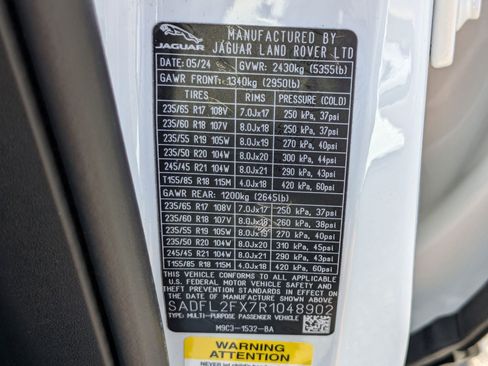 JAGUAR
MANUFACTURED BY
JAGUAR LAND ROVER LTD
DATE: 05/24 GVWR: 2430kg (5355lb)
GAWR FRONT: 1340kg (2950lb)
TIRES RIMS PRESSURE (COLD)
235/65 R17 108V 7.0Jx17 250 kPa, 37psi
235/60 R18 107V 8.0Jx18 250 kPa, 37psi
235/55 R19 105W 8.0Jx19 270 kPa, 40psi
235/50 R20 104W 8.0Jx20 300 kPa, 44psi
245/45 R21 104W 8.0Jx21 290 kPa, 43psi
T155/85 R18 115M 4.0Jx18 420 kPa, 60psi
GAWR REAR: 1200kg (2645lb)
235/65 R17 108V 7.0Jx17 250 kPa, 37psi
235/60 R18 107V 8.0Jx18 260 kPa, 38psi
235/55 R19 105W 8.0Jx19 270 kPa, 40psi
235/50 R20 104W 8.0Jx20 310 kPa, 45psi
245/45 R21 104W 8.0Jx21 290 kPa, 43psi
T155/85 R18 115M 4.0Jx18 420 kPa, 60psi
THIS VEHICLE CONFORMS TO ALL APPLICABLE
U.S. FEDERAL MOTOR VEHICLE SAFETY
STANDARDS IN EFFECT ON THE DATE OF
MANUFACTURE SHOWN ABOVE.
SADFL2FX7R1048902
TYPE: MULTI-PURPOSE PASSENGER VEHICLE
M9C3-1532-BA
WARNING
ATTENTION